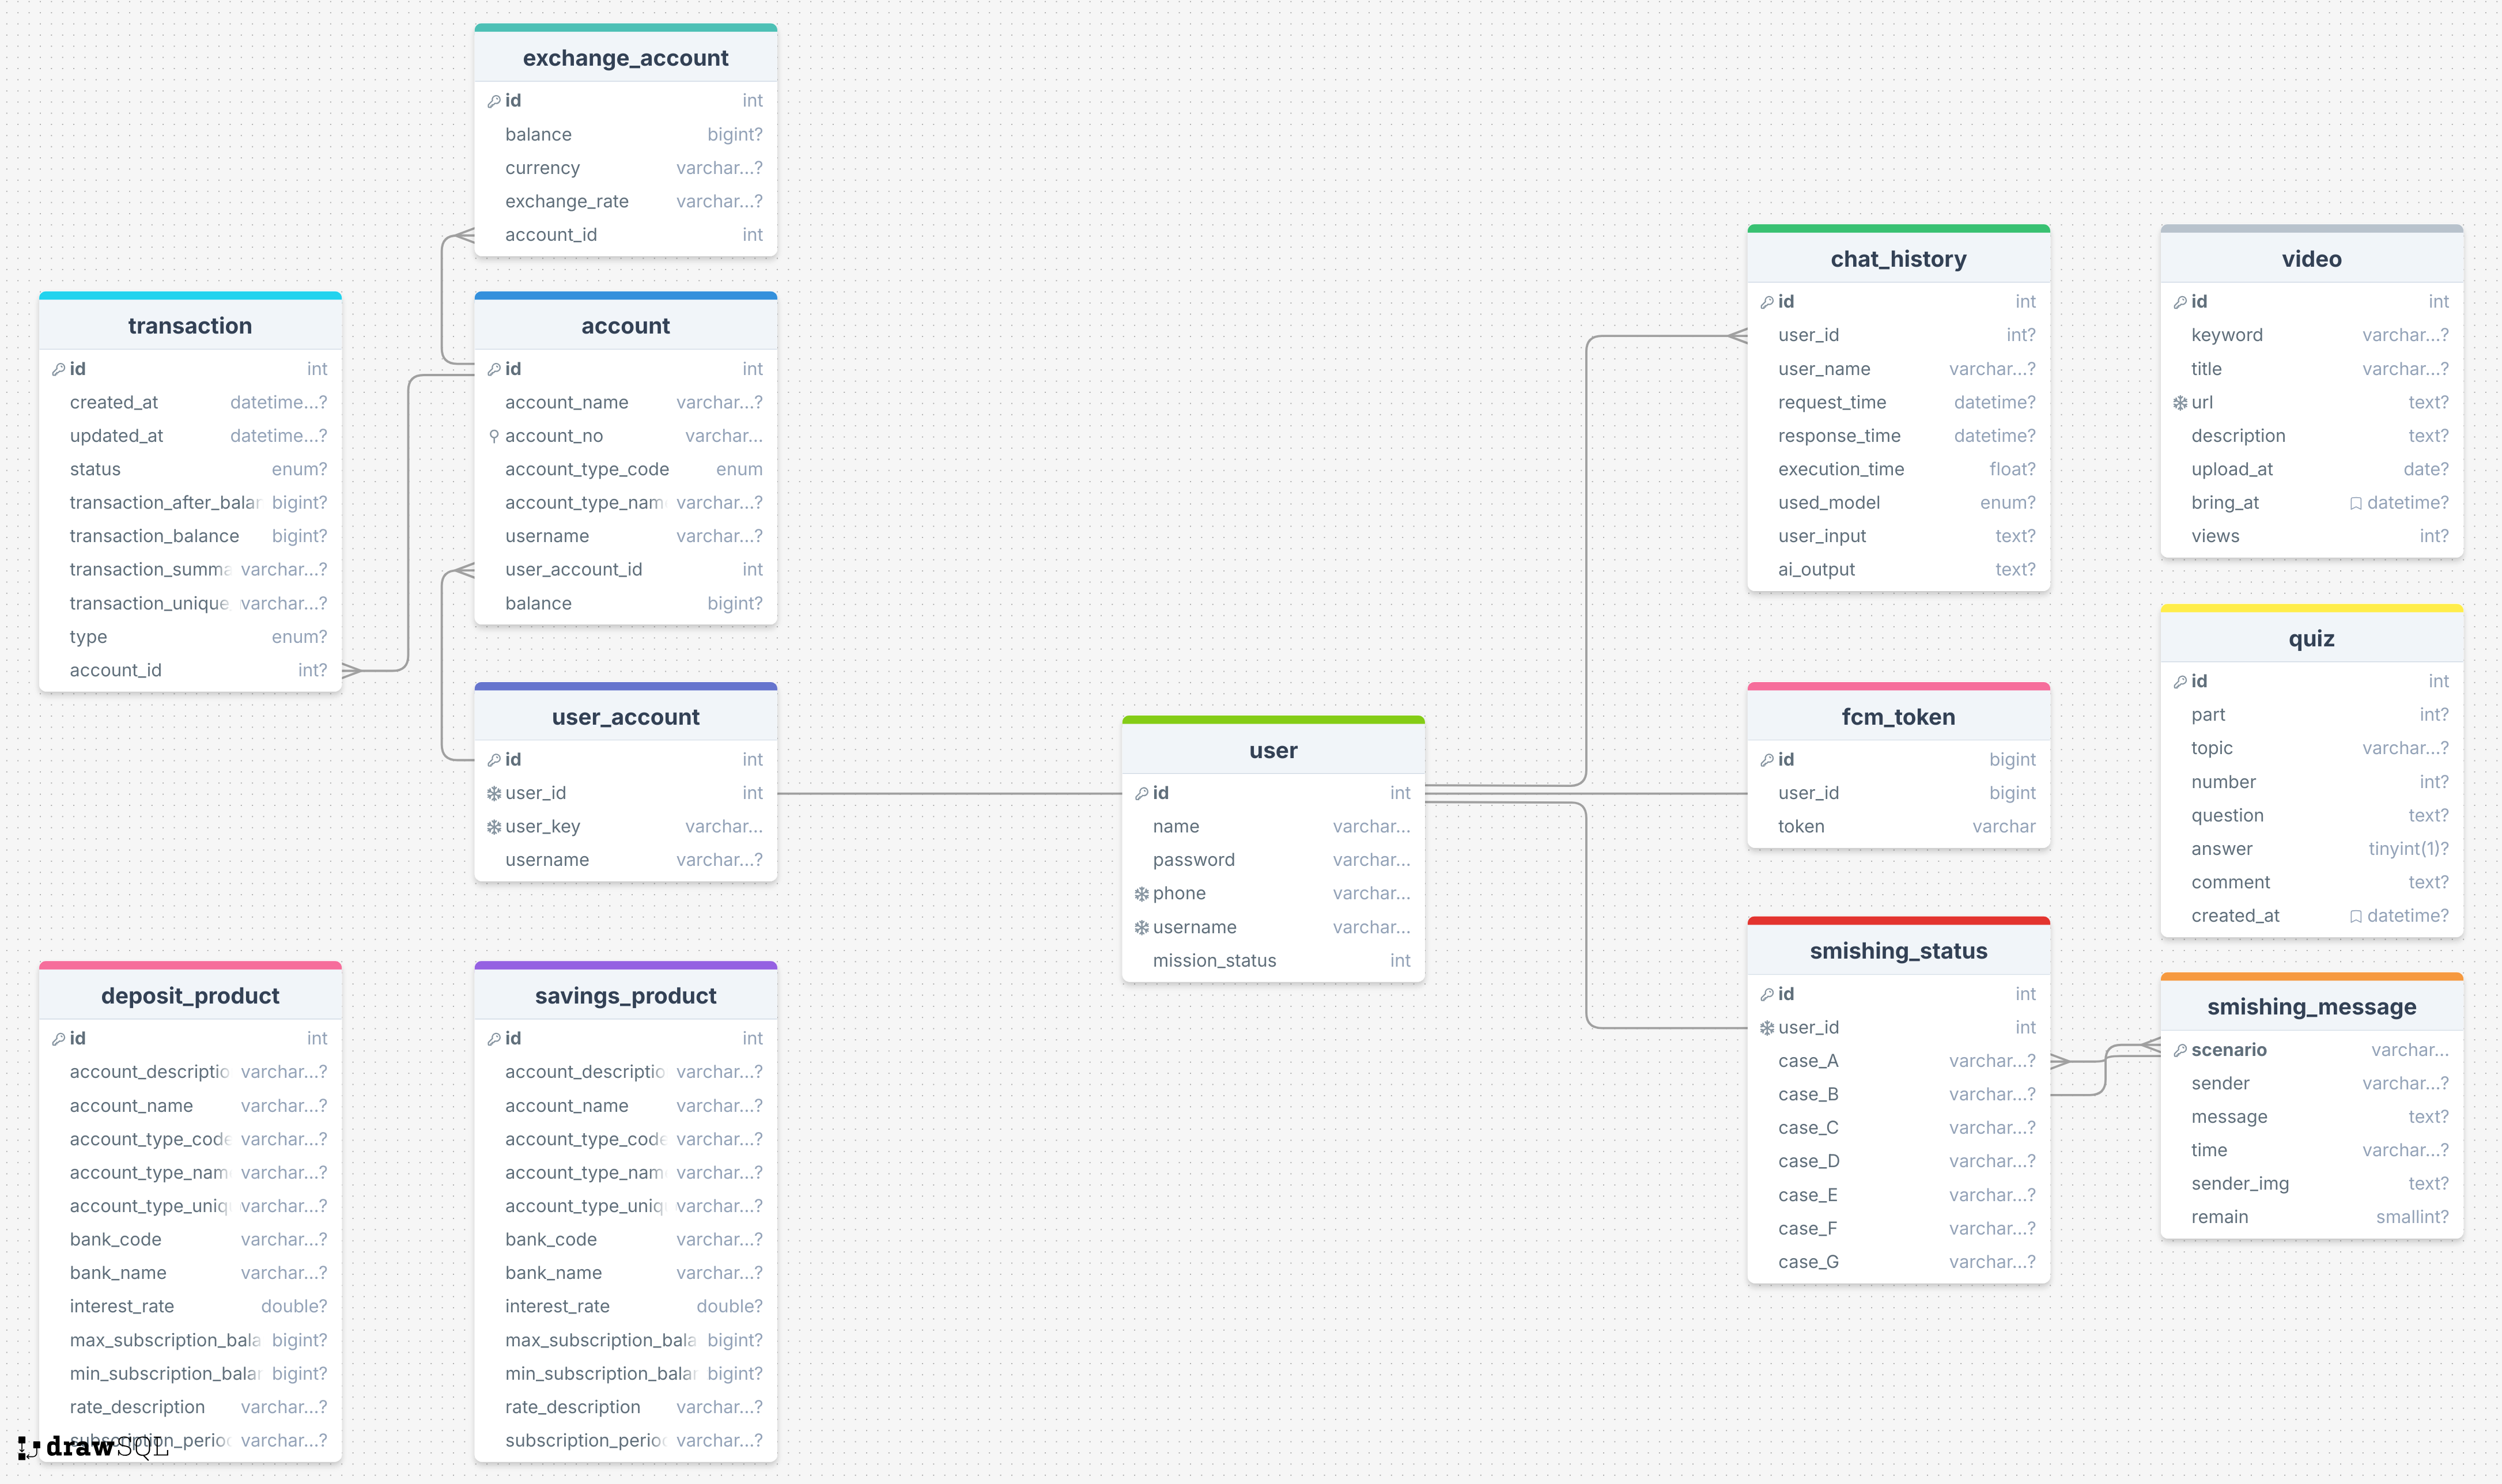 exchange_account
id int
balance bigint?
currency varchar...?
exchange_rate varchar...?
account_id int
transaction
id int
created_at datetime...?
updated_at datetime...?
status enum?
transaction_after_balar bigint?
transaction_balance bigint?
transaction_summa varchar...?
transaction_unique varchar...?
type enum?
account_id int?
account
id int
account_name varchar...?
account_no varchar...
account_type_code enum
account_type_nam varchar...?
username varchar...?
user_account_id int
balance bigint?
user_account
id int
user_id int
user_key varchar...
username varchar...?
deposit_product
id int
account_descriptio varchar...?
account_name varchar...?
account_type_code varchar...?
account_type_nam varchar...?
account_type_uniq varchar...?
bank_code varchar...?
bank_name varchar...?
interest_rate double?
max_subscription_bala bigint?
min_subscription_balar bigint?
rate_description varchar...?
subscription_perio varchar...?
drawSQL
savings_product
id int
account_descriptio varchar...?
account_name varchar...?
account_type_code varchar...?
account_type_nam varchar...?
account_type_uniq varchar...?
bank_code varchar...?
bank_name varchar...?
interest_rate double?
max_subscription_bala bigint?
min_subscription_balar bigint?
rate_description varchar...?
subscription_perio varchar...?
user
id int
name varchar...
password varchar...
phone varchar...
username varchar...
mission_status int
chat_history
id int
user_id int?
user_name varchar...?
request_time datetime?
response_time datetime?
execution_time float?
used_model enum?
user_input text?
ai_output text?
fcm_token
id bigint
user_id bigint
token varchar
smishing_status
id int
user_id int
case_A varchar...?
case_B varchar...?
case_C varchar...?
case_D varchar...?
case_E varchar...?
case_F varchar...?
case_G varchar...?
video
id int
keyword varchar...?
title varchar...?
url text?
description text?
upload_at date?
bring_at datetime?
views int?
quiz
id int
part int?
topic varchar...?
number int?
question text?
answer tinyint(1)?
comment text?
created_at datetime?
smishing_message
scenario varchar...
sender varchar...?
message text?
time varchar...?
sender_img text?
remain smallint?